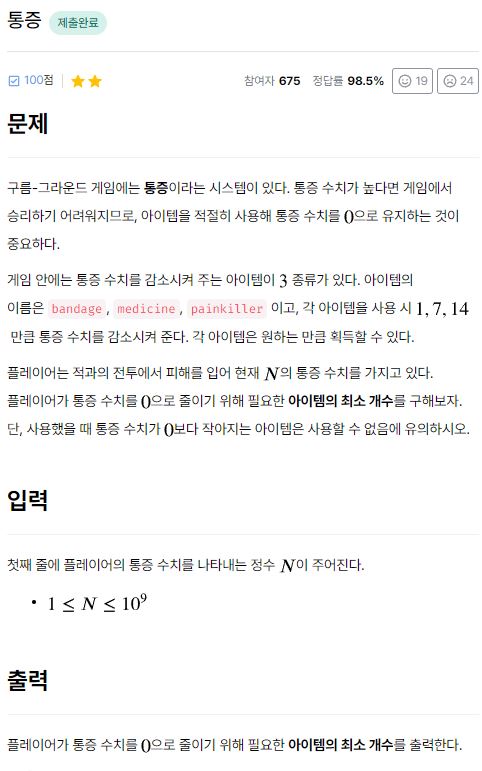 통증 제출완료
100점 참여자 675 정답률 98.5% 19 24
문제
구름-그라운드 게임에는 통증이라는 시스템이 있다. 통증 수치가 높다면 게임에서
승리하기 어려워지므로, 아이템을 적절히 사용해 통증 수치를 0으로 유지하는 것이
중요하다.
게임 안에는 통증 수치를 감소시켜 주는 아이템이 3 종류가 있다. 아이템의
이름은 bandage, medicine, painkiller 이고, 각 아이템을 사용 시 1, 7, 14
만큼 통증 수치를 감소시켜 준다. 각 아이템은 원하는 만큼 획득할 수 있다.
플레이어는 적과의 전투에서 피해를 입어 현재 N의 통증 수치를 가지고 있다.
플레이어가 통증 수치를 0으로 줄이기 위해 필요한 아이템의 최소 개수를 구해보자.
단, 사용했을 때 통증 수치가 0보다 작아지는 아이템은 사용할 수 없음에 유의하시오.
입력
첫째 줄에 플레이어의 통증 수치를 나타내는 정수 N이 주어진다.
• 1 ≤ N ≤ 10⁹
출력
플레이어가 통증 수치를 0으로 줄이기 위해 필요한 아이템의 최소 개수를 출력한다.